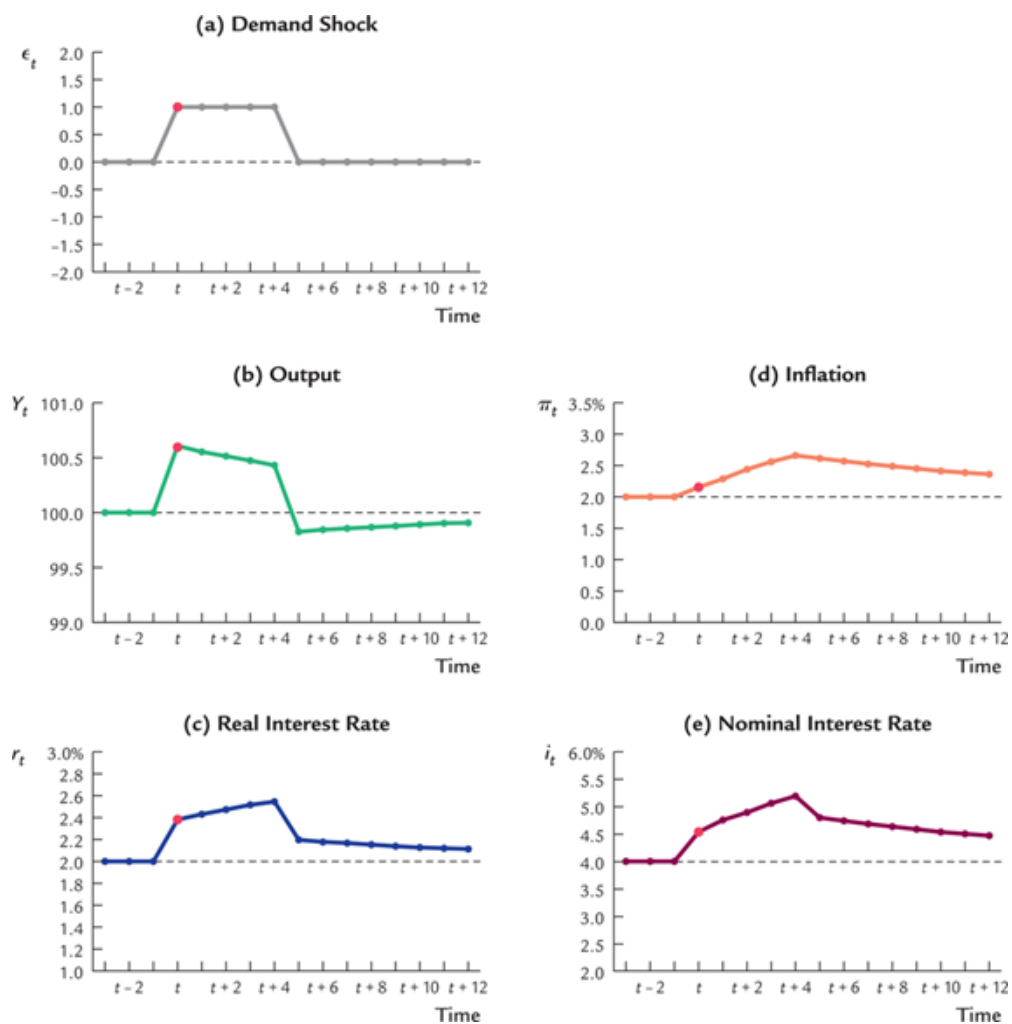 (a) Demand Shock
ϵt
2.0
1.5
1.0
0.5
0.0
–0.5
–1.0
–1.5
–2.0
t – 2 t t + 2 t + 4 t + 6 t + 8 t + 10 t + 12
Time
(b) Output
Yt
101.0
100.5
100.0
99.5
99.0
t – 2 t t + 2 t + 4 t + 6 t + 8 t + 10 t + 12
Time
(d) Inflation
πt
3.5%
3.0
2.5
2.0
1.5
1.0
0.5
0.0
t – 2 t t + 2 t + 4 t + 6 t + 8 t + 10 t + 12
Time
(c) Real Interest Rate
rt
3.0%
2.8
2.6
2.4
2.2
2.0
1.8
1.6
1.4
1.2
1.0
t – 2 t t + 2 t + 4 t + 6 t + 8 t + 10 t + 12
Time
(e) Nominal Interest Rate
it
6.0%
5.5
5.0
4.5
4.0
3.5
3.0
2.5
2.0
t – 2 t t + 2 t + 4 t + 6 t + 8 t + 10 t + 12
Time